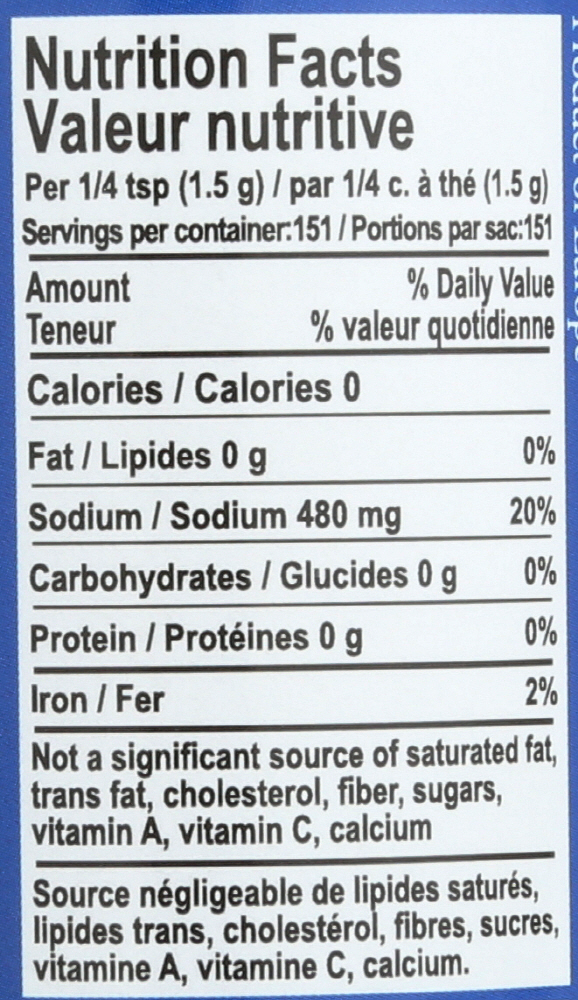 Nutrition Facts
Valeur nutritive
Per 1/4 tsp (1.5 g) / par 1/4 c. à thé (1.5 g)
Servings per container:151 / Portions par sac:151
Amount % Daily Value
Teneur % valeur quotidienne
Calories / Calories 0
Fat / Lipides 0 g 0%
Sodium / Sodium 480 mg 20%
Carbohydrates / Glucides 0 g 0%
Protein / Protéines 0 g 0%
Iron / Fer 2%
Not a significant source of saturated fat,
trans fat, cholesterol, fiber, sugars,
vitamin A, vitamin C, calcium
Source négligeable de lipides saturés,
lipides trans, cholestérol, fibres, sucres,
vitamine A, vitamine C, calcium.